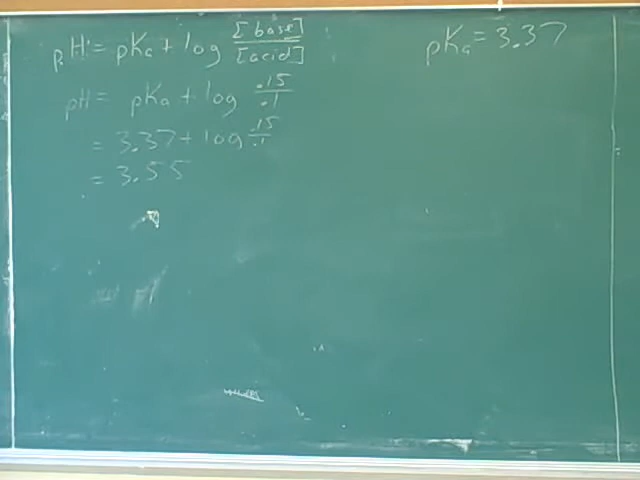 pH = pKa + log [base]/[acid]
pKa = 3.37
pH = pKa + log .15/.1
= 3.37 + log .15/.1
= 3.55